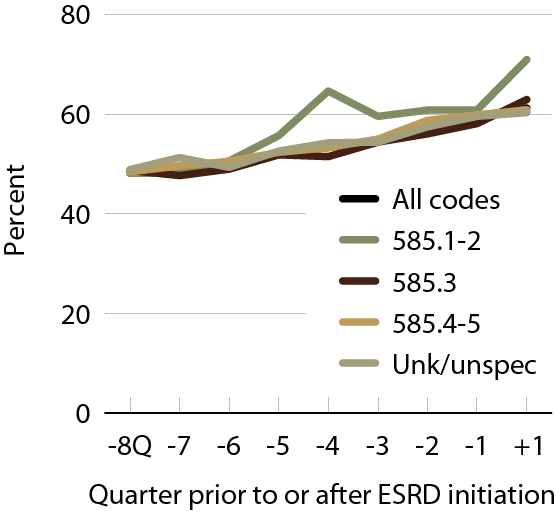 80
60
40
20
0
Percent
All codes
585.1-2
585.3
585.4-5
Unk/unspec
-8Q -7 -6 -5 -4 -3 -2 -1 +1
Quarter prior to or after ESRD initiation